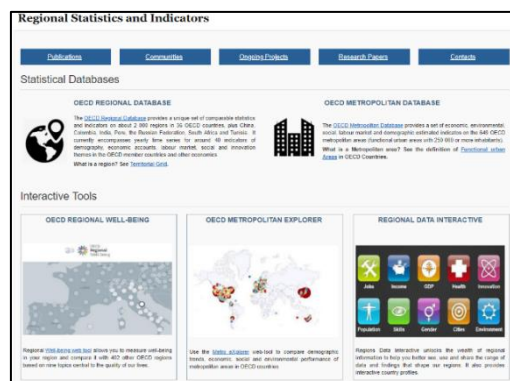 Regional Statistics and Indicators
Publications
Communities
Ongoing Projects
Research Papers
Contacts
Statistical Databases
OECD REGIONAL DATABASE
The OECD Regional Database provides a unique set of comparable statistics
and indicators on about 2 000 regions in 36 OECD countries, plus China,
Colombia, India, Peru, the Russian Federation, South Africa and Tunisia. It
currently encompasses yearly time series for around 40 indicators of
demography, economic accounts, labour market, social and innovation
themes in the OECD member countries and other economies.
What is a region? See Territorial Grid.
OECD METROPOLITAN DATABASE
The OECD Metropolitan Database provides a set of economic, environmental,
social, labour market and demographic estimated indicators on the 649 OECD
metropolitan areas (functional urban areas with 250 000 or more inhabitants).
What is a Metropolitan area? See the definition of Functional urban
Areas in OECD Countries.
Interactive Tools
OECD REGIONAL WELL-BEING
OECD
Regional
Well-being
Regional Well-being web tool allows you to measure well-being
in your region and compare it with 402 other OECD regions
based on nine topics central to the quality of our lives.
OECD METROPOLITAN EXPLORER
Use the Metro explorer web-tool to compare demographic
trends, economic, social and environmental performance of
metropolitan areas in OECD countries
REGIONAL DATA INTERACTIVE
Jobs
Income
GDP
Health
Innovation
Population
Skills
Gender
Cities
Environment
Regions Data Interactive unlocks the wealth of regional
information to help you better see, use and share the range of
data and findings that shape our regions. It also provides
interactive country profiles.